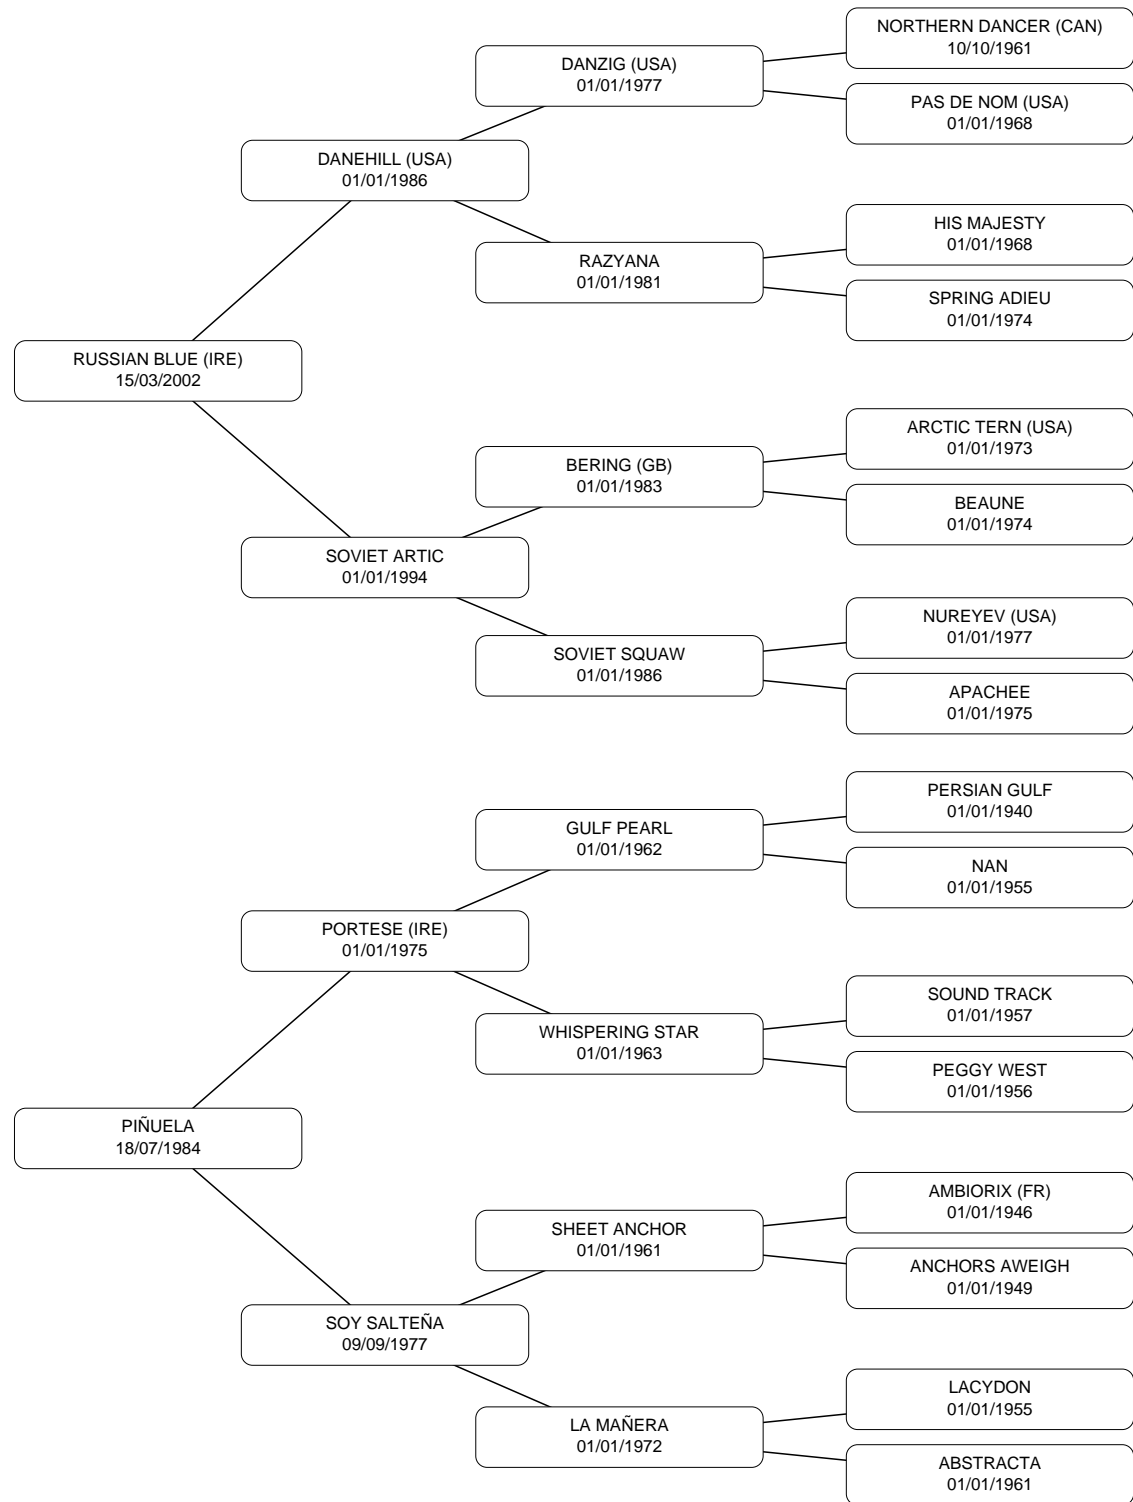 NORTHERN DANCER (CAN)
10/10/1961
DANZIG (USA)
01/01/1977
PAS DE NOM (USA)
01/01/1968
DANEHILL (USA)
01/01/1986
HIS MAJESTY
01/01/1968
RAZYANA
01/01/1981
SPRING ADIEU
01/01/1974
RUSSIAN BLUE (IRE)
15/03/2002
ARCTIC TERN (USA)
01/01/1973
BERING (GB)
01/01/1983
BEAUNE
01/01/1974
SOVIET ARTIC
01/01/1994
NUREYEV (USA)
01/01/1977
SOVIET SQUAW
01/01/1986
APACHEE
01/01/1975
PERSIAN GULF
01/01/1940
GULF PEARL
01/01/1962
NAN
01/01/1955
PORTESE (IRE)
01/01/1975
SOUND TRACK
01/01/1957
WHISPERING STAR
01/01/1963
PEGGY WEST
01/01/1956
PIÑUELA
18/07/1984
AMBIORIX (FR)
01/01/1946
SHEET ANCHOR
01/01/1961
ANCHORS AWEIGH
01/01/1949
SOY SALTEÑA
09/09/1977
LACYDON
01/01/1955
LA MAÑERA
01/01/1972
ABSTRACTA
01/01/1961